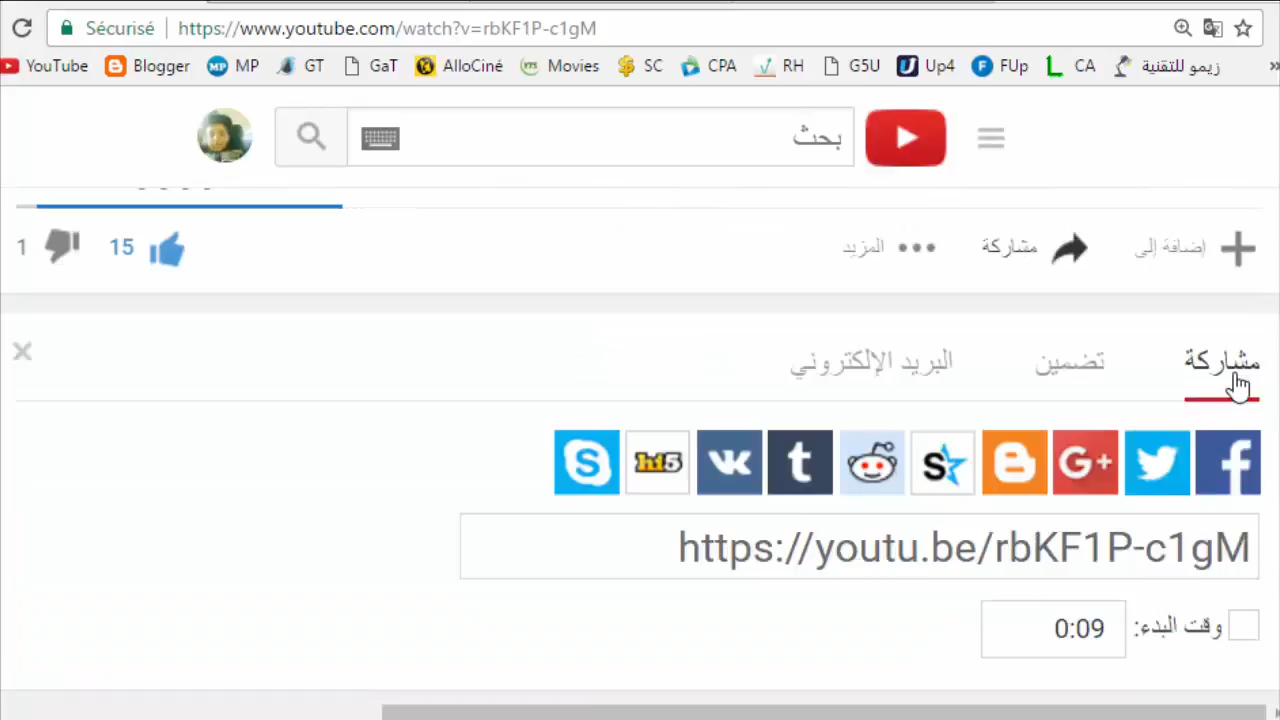 Sécurisé https://www.youtube.com/watch?v=rbKF1P-c1gM
YouTube Blogger MP GT GaT AlloCiné Movies SC CPA RH G5U Up4 FUp CA زيمو للتقنية
بحث
إضافة إلى مشاركة المزيد 15 1
مشاركة تضمين البريد الإلكتروني
https://youtu.be/rbKF1P-c1gM
وقت البدء: 0:09